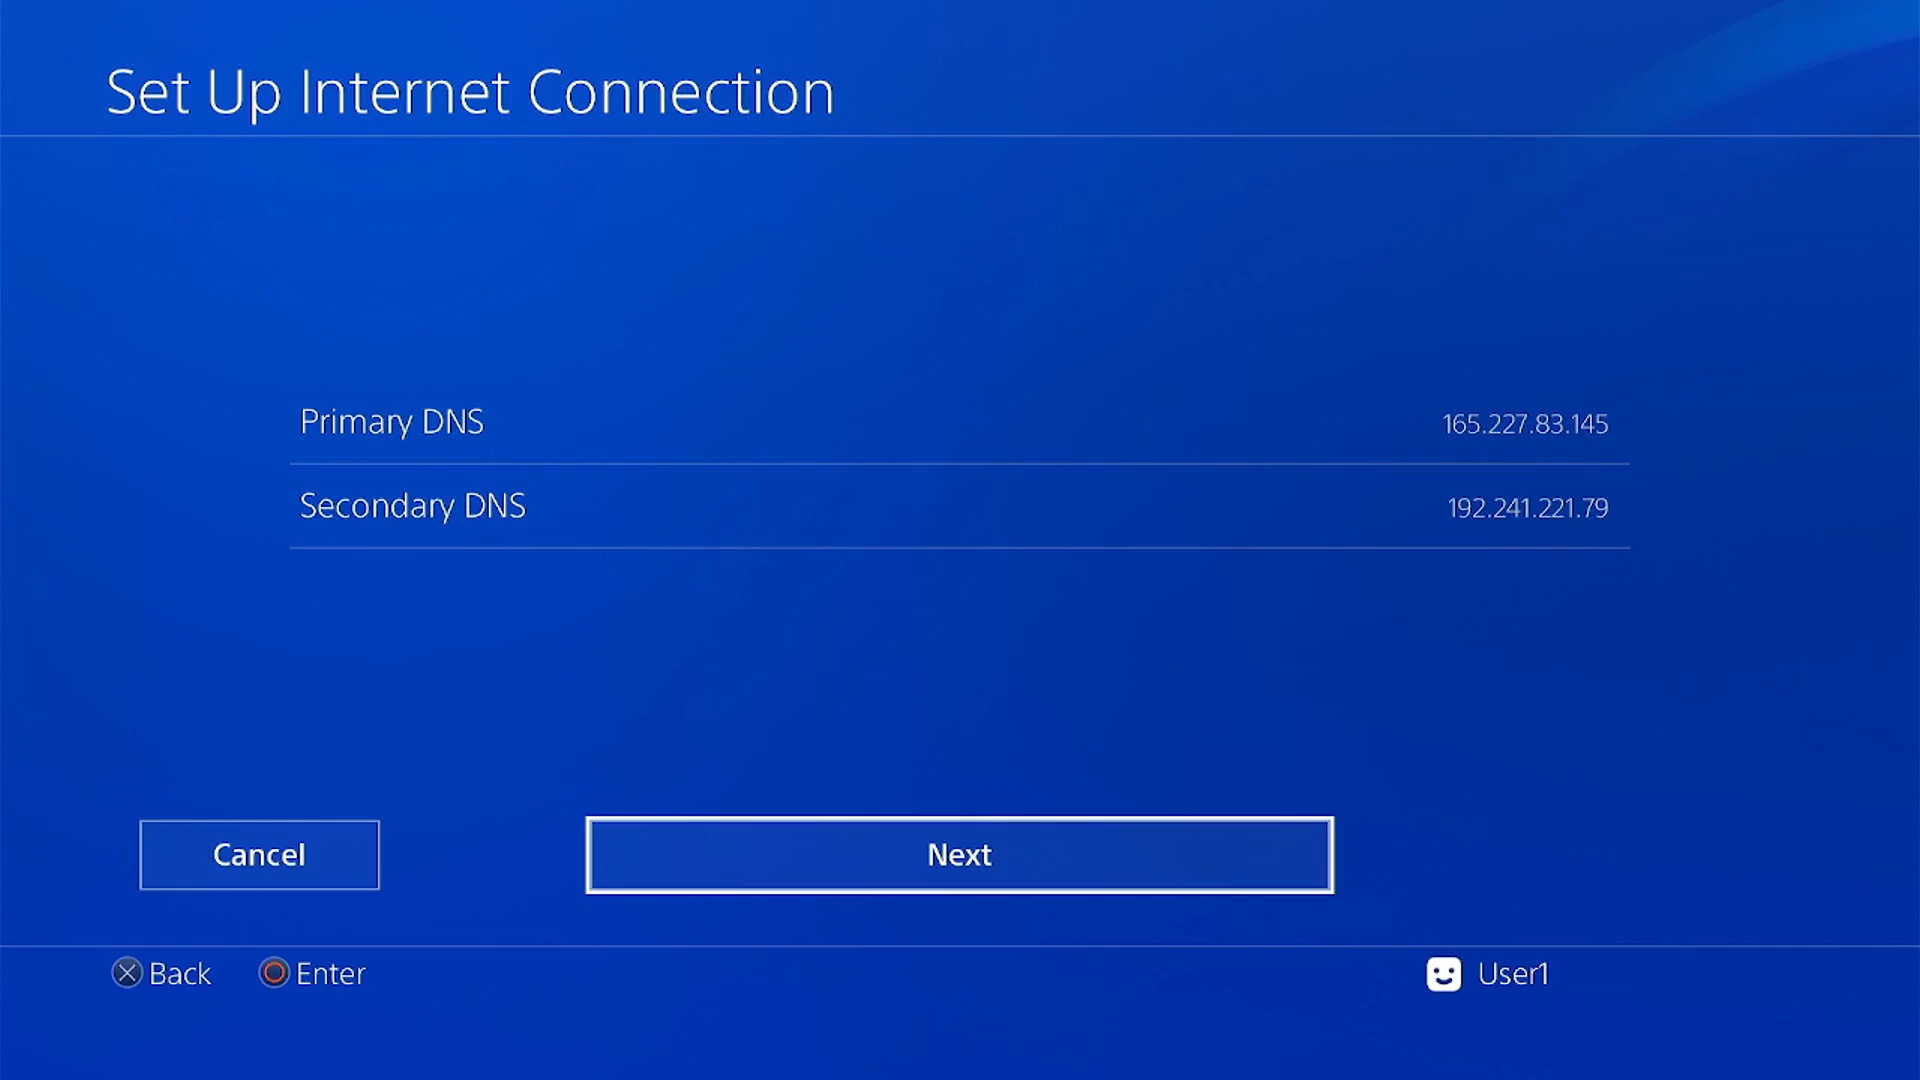 Set Up Internet Connection
Primary DNS 165.227.83.145
Secondary DNS 192.241.221.79
Cancel Next
Back Enter User1